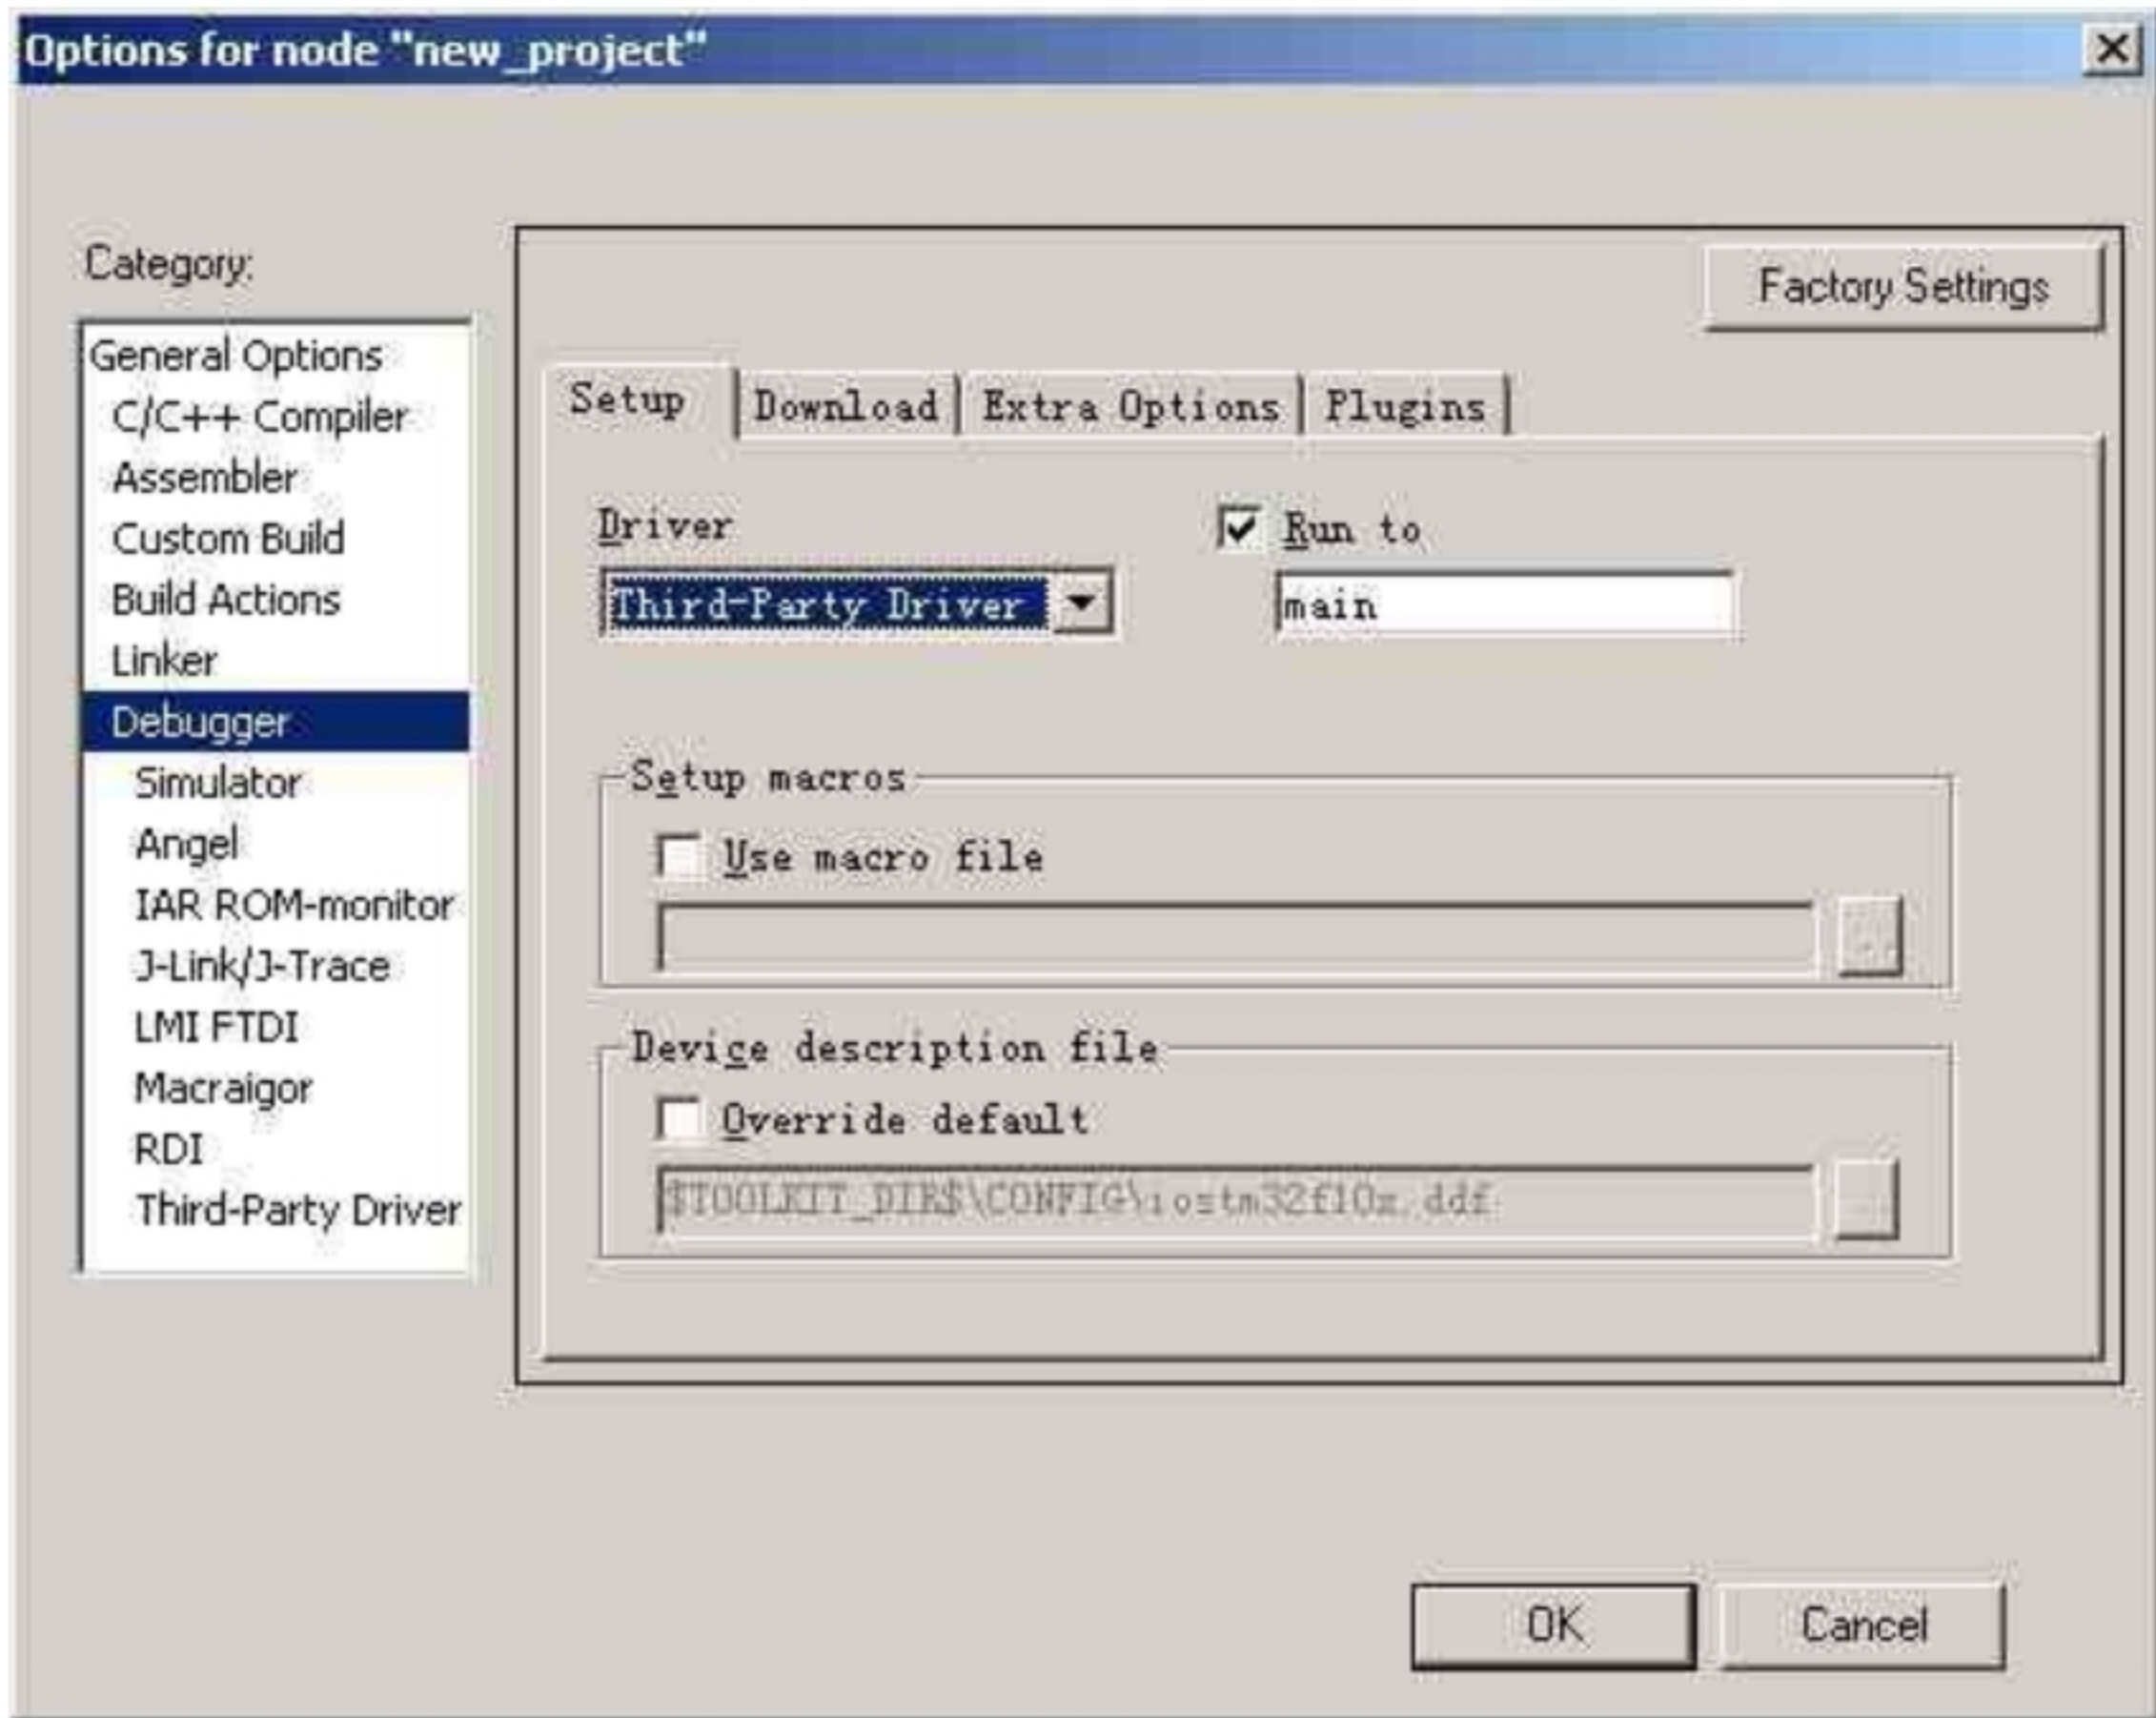 Options for node "new_project"
Category:
General Options
C/C++ Compiler
Assembler
Custom Build
Build Actions
Linker
Debugger
Simulator
Angel
IAR ROM-monitor
J-Link/J-Trace
LMI FTDI
Macraigor
RDI
Third-Party Driver
Factory Settings
Setup Download Extra Options Plugins
Driver
Third-Party Driver
Run to
main
Setup macros
Use macro file
Device description file
Override default
$TOOLKIT_DIR$\CONFIG\iostm32f10x.ddf
OK Cancel